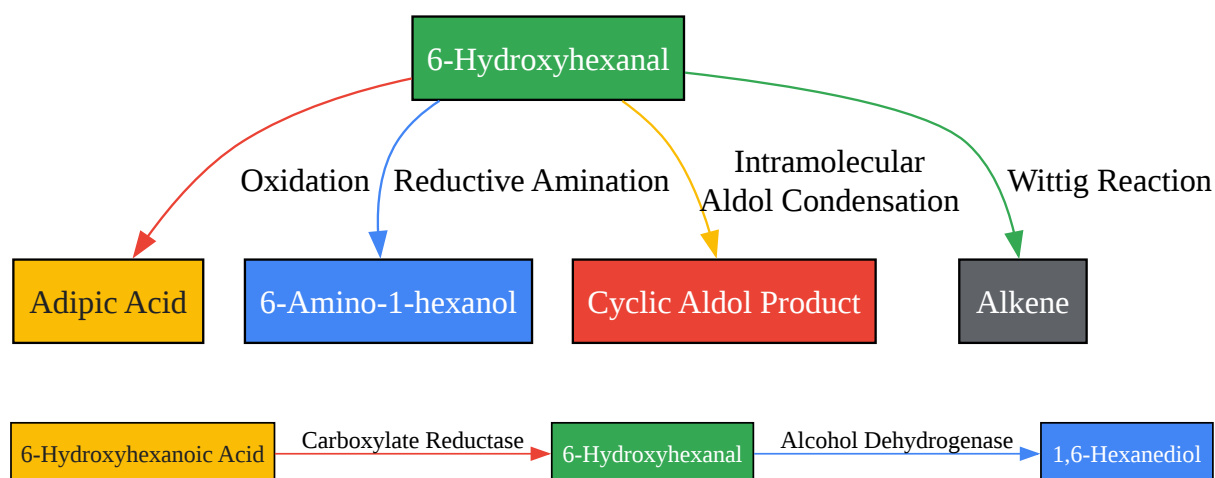 6-Hydroxyhexanal
Oxidation
Reductive Amination
Intramolecular
Aldol Condensation
Wittig Reaction
Adipic Acid
6-Amino-1-hexanol
Cyclic Aldol Product
Alkene
6-Hydroxyhexanoic Acid
Carboxylate Reductase
6-Hydroxyhexanal
Alcohol Dehydrogenase
1,6-Hexanediol